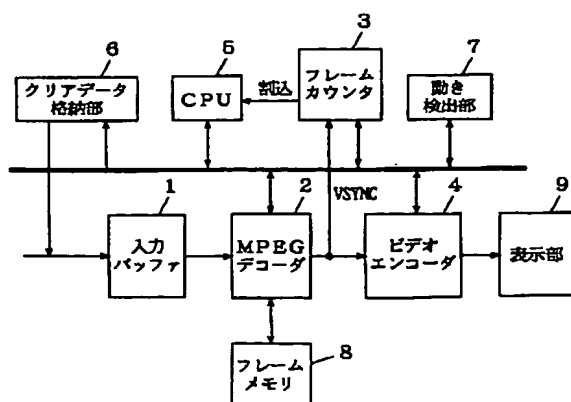 6
クリアデータ
格納部
5
CPU
割込
3
フレーム
カウンタ
7
動き
検出部
VSYNC
1
入力
バッファ
2
MPEG
デコーダ
4
ビデオ
エンコーダ
9
表示部
8
フレーム
メモリ